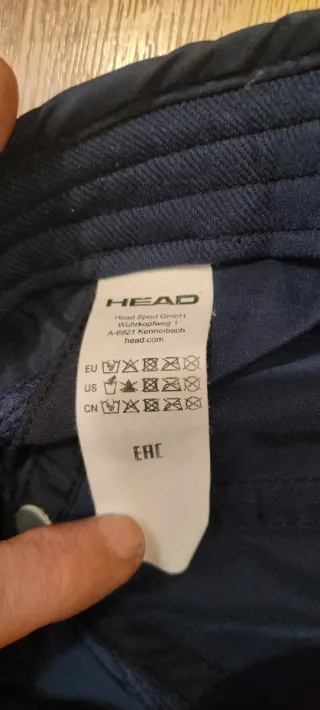 HEAD
Head Sport GmbH
Wuhrkopfweg 1
A-6921 Kennelbach
head.com
EU
US
CN
EAC